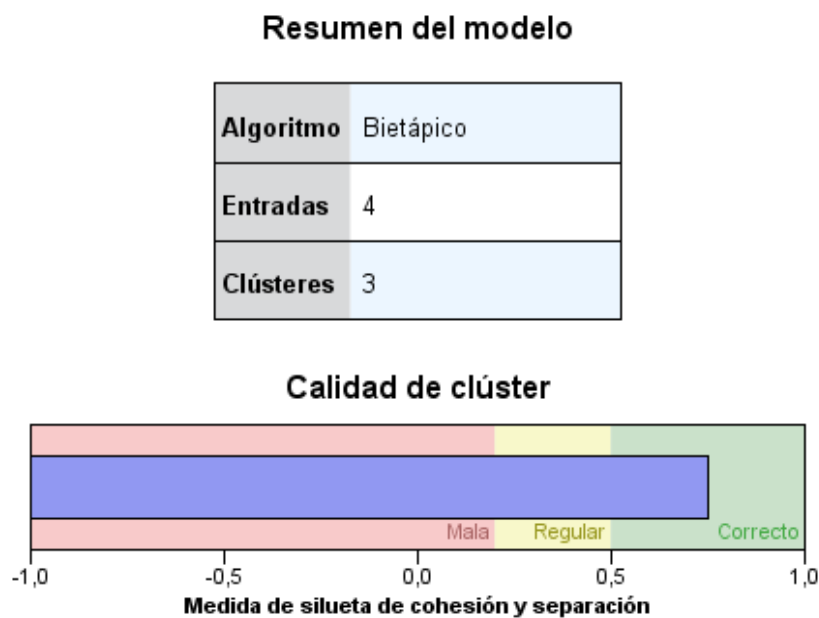 Resumen del modelo
Algoritmo Bietápico
Entradas 4
Clústeres 3
Calidad de clúster
Mala Regular Correcto
-1,0 -0,5 0,0 0,5 1,0
Medida de silueta de cohesión y separación